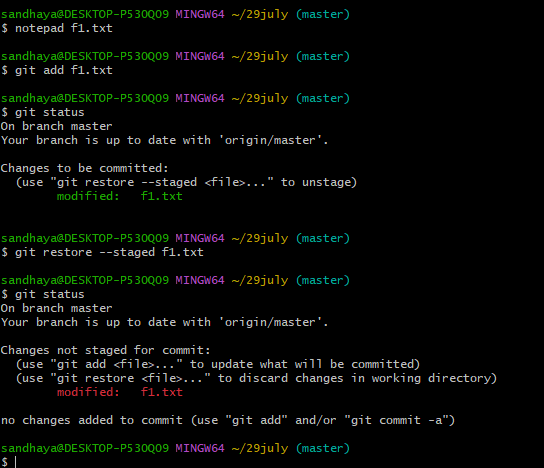 sandhaya@DESKTOP-P530QO9 MINGW64 ~/29july (master)
$ notepad f1.txt
sandhaya@DESKTOP-P530QO9 MINGW64 ~/29july (master)
$ git add f1.txt
sandhaya@DESKTOP-P530QO9 MINGW64 ~/29july (master)
$ git status
On branch master
Your branch is up to date with 'origin/master'.
Changes to be committed:
(use "git restore --staged <file>..." to unstage)
modified:   f1.txt
sandhaya@DESKTOP-P530QO9 MINGW64 ~/29july (master)
$ git restore --staged f1.txt
sandhaya@DESKTOP-P530QO9 MINGW64 ~/29july (master)
$ git status
On branch master
Your branch is up to date with 'origin/master'.
Changes not staged for commit:
(use "git add <file>..." to update what will be committed)
(use "git restore <file>..." to discard changes in working directory)
modified:   f1.txt
no changes added to commit (use "git add" and/or "git commit -a")
sandhaya@DESKTOP-P530QO9 MINGW64 ~/29july (master)
$